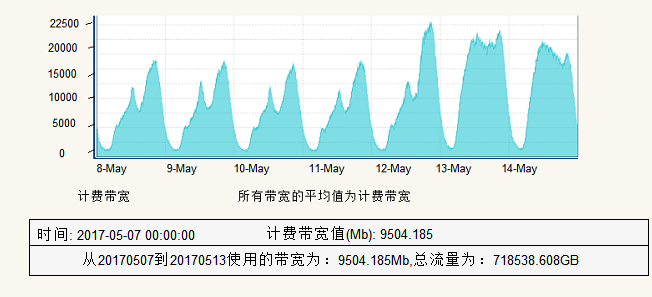 22500
20000
15000
10000
5000
0
8-May 9-May 10-May 11-May 12-May 13-May 14-May
计费带宽 所有带宽的平均值为计费带宽
时间: 2017-05-07 00:00:00 计费带宽值(Mb): 9504.185
从20170507到20170513使用的带宽为：9504.185Mb,总流量为：718538.608GB